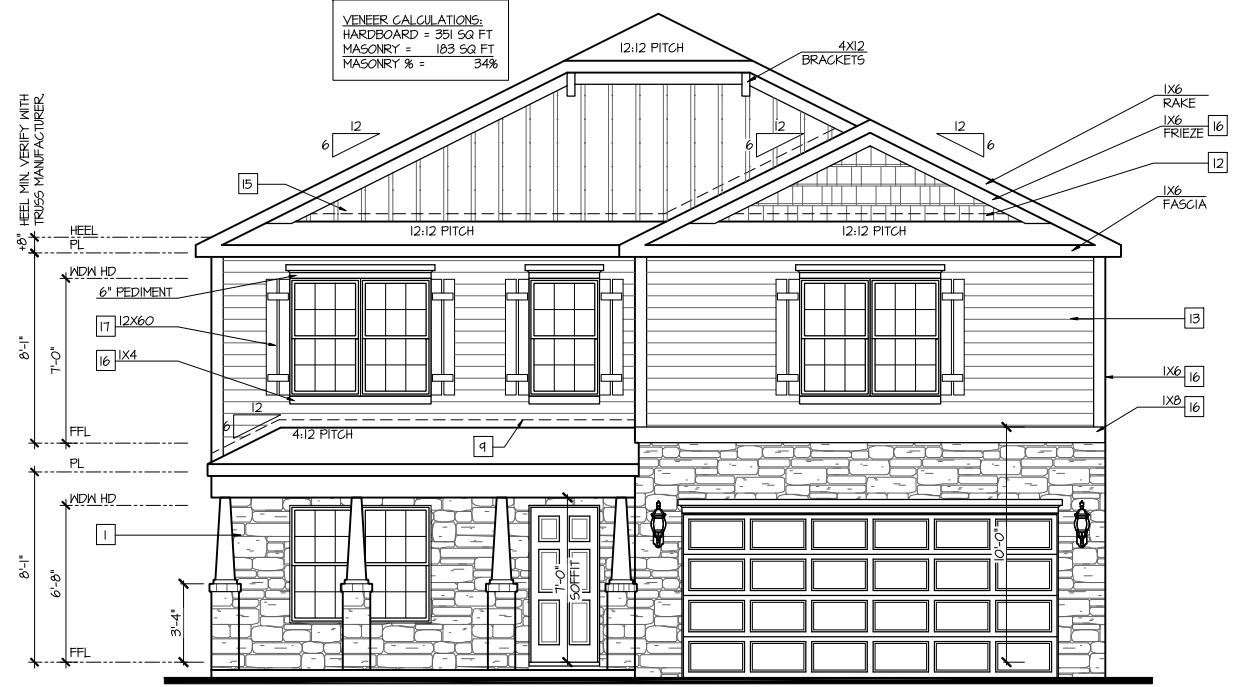 VENEER CALCULATIONS:
HARDBOARD = 351 SQ FT
MASONRY = 183 SQ FT
MASONRY % = 34%
12:12 PITCH
4X12
BRACKETS
+8" HEEL MIN. VERIFY WITH
TRUSS MANUFACTURER.
12
6
12
6
12
6
1X6
RAKE
1X6
FRIEZE 16
12
15
1X6
FASCIA
HEEL
PL
12:12 PITCH
12:12 PITCH
WDW HD
6" PEDIMENT
17 12X60
13
8'-1"
7'-0"
16 1X4
1X6 16
1X8 16
12
6
4:12 PITCH
9
FFL
PL
WDW HD
1
8'-1"
6'-8"
3'-4"
7'-0"
SOFFIT
10'-0"
FFL